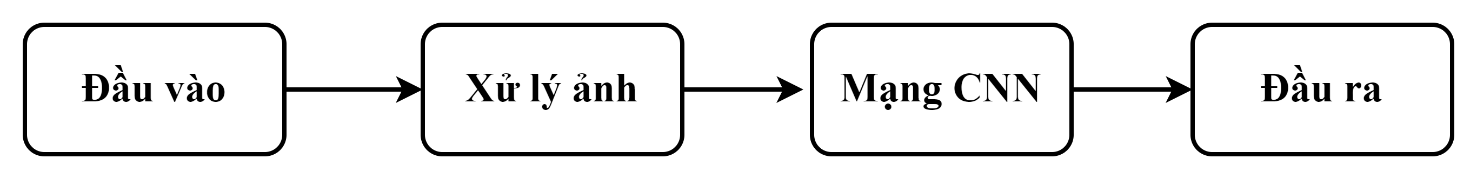 Đầu vào
Xử lý ảnh
Mạng CNN
Đầu ra